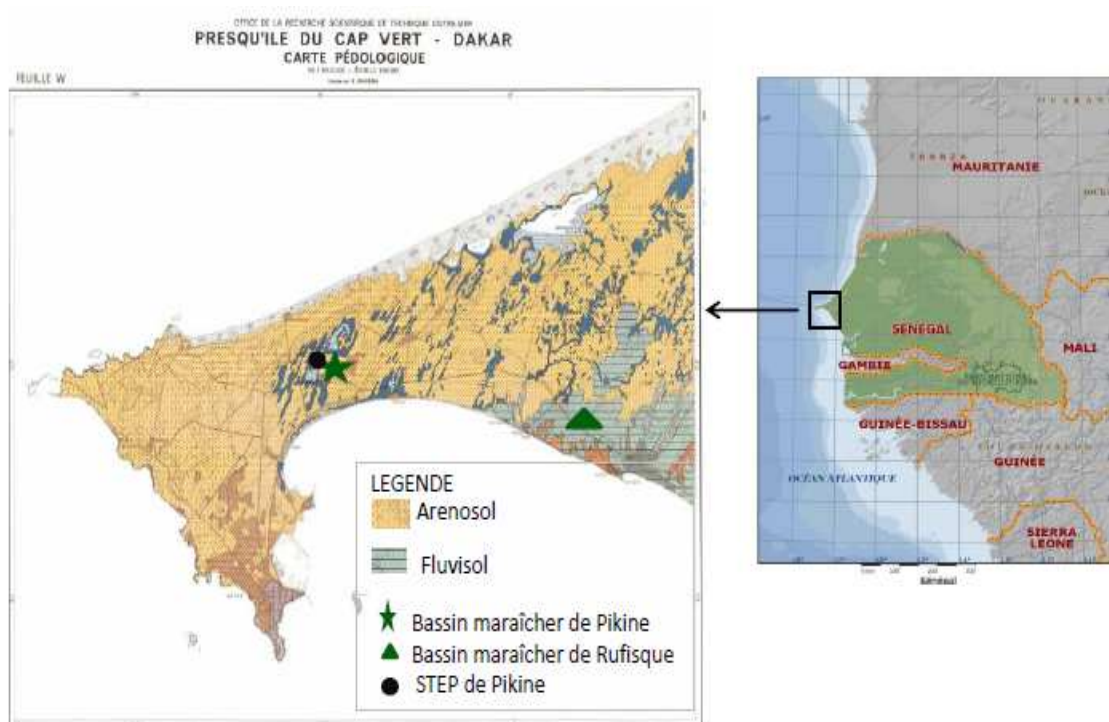 OFFICE DE LA RECHERCHE SCIENTIFIQUE ET TECHNIQUE OUTRE-MER
PRESQU'ILE DU CAP VERT - DAKAR
CARTE PÉDOLOGIQUE
FEUILLE W
LEGENDE
Arenosol
Fluvisol
Bassin maraîcher de Pikine
Bassin maraîcher de Rufisque
STEP de Pikine
MAURITANIE
SÉNÉGAL
MALI
GAMBIE
GUINÉE-BISSAU
GUINÉE
OCÉAN ATLANTIQUE
SIERRA
LEONE
Sénégal